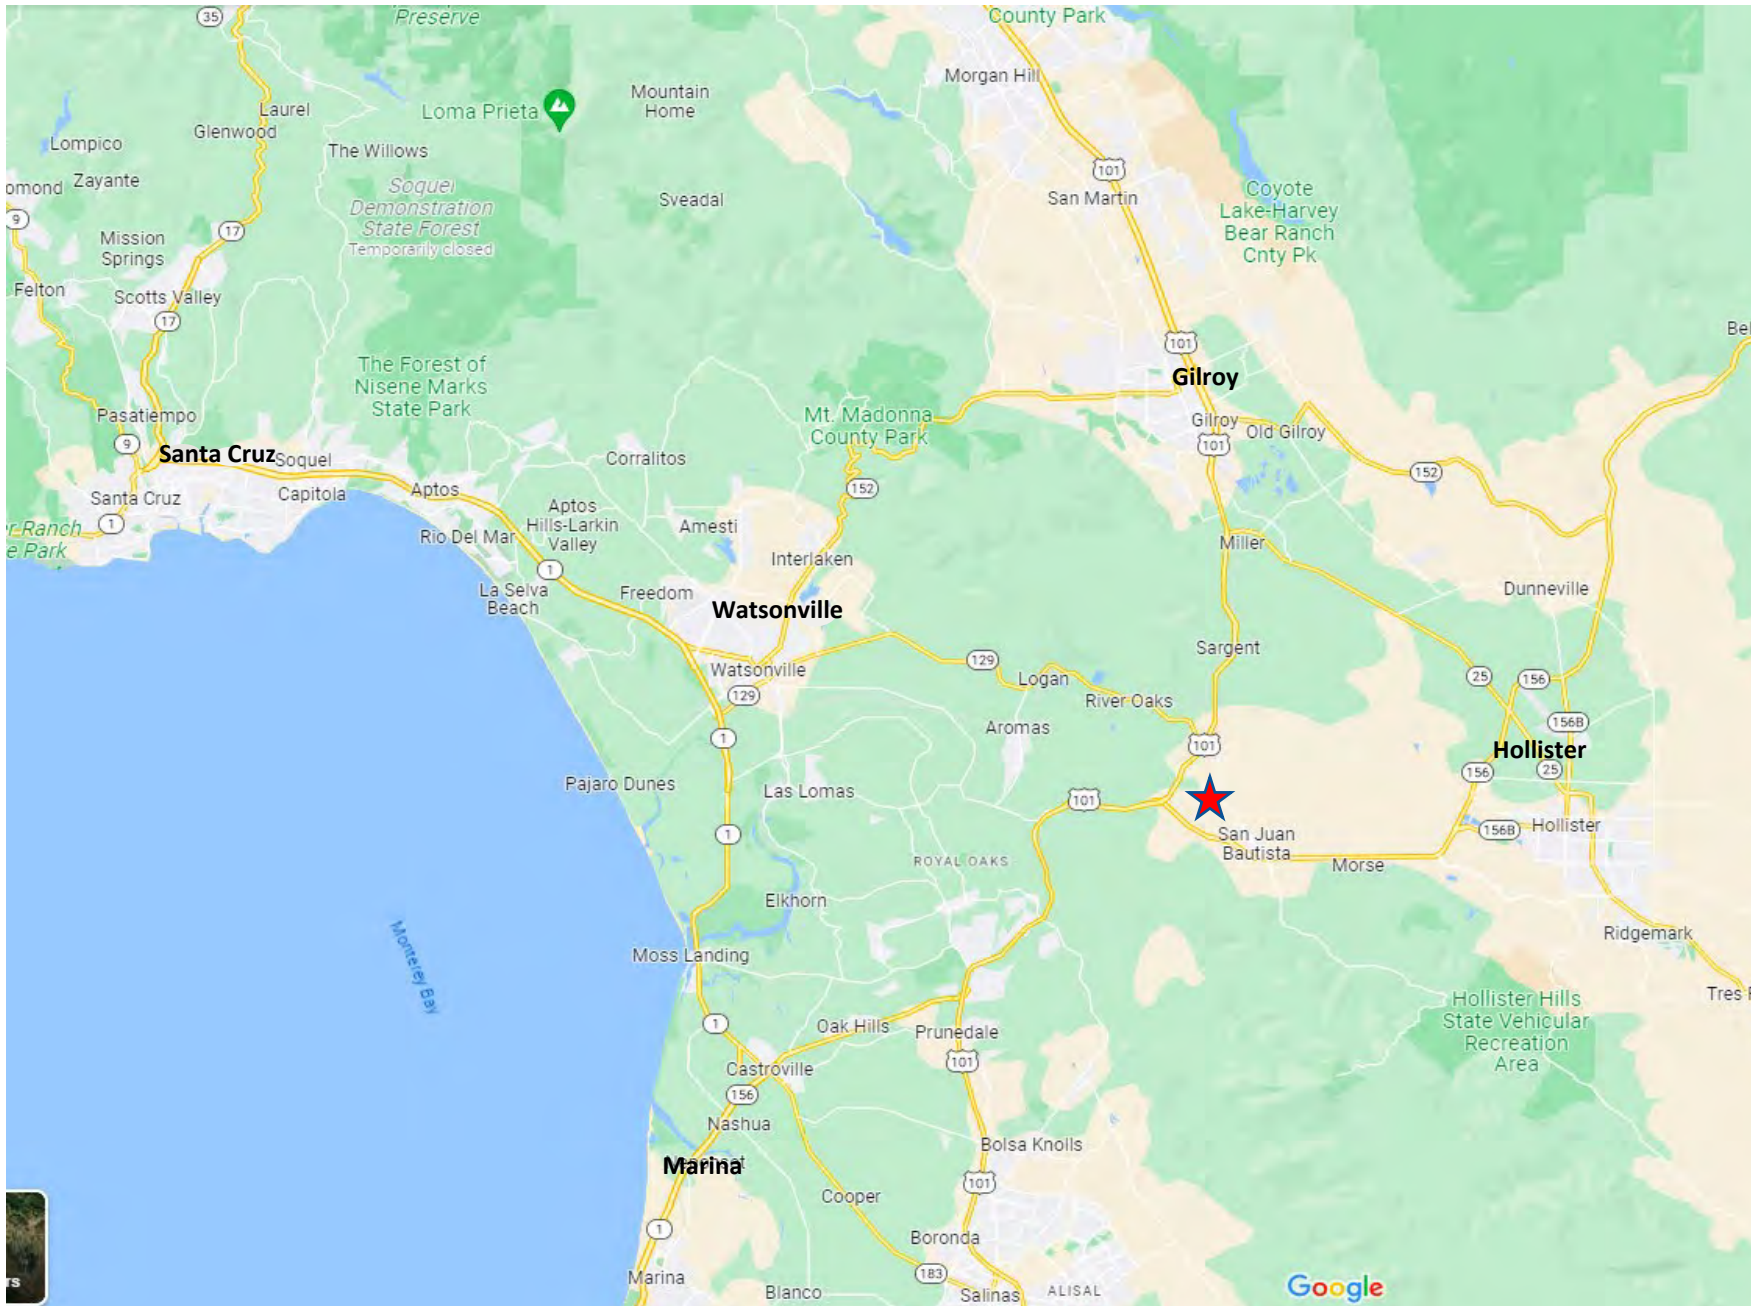 35
Preserve
County Park
Morgan Hill
Laurel
Glenwood
Loma Prieta
Mountain
Home
Lompico
The Willows
omond
Zayante
Soquel
Demonstration
State Forest
Temporarily closed
Sveadal
101
San Martin
Coyote
Lake-Harvey
Bear Ranch
Cnty Pk
9
17
Mission
Springs
Felton
Scotts Valley
17
Bel
101
Gilroy
The Forest of
Nisene Marks
State Park
Pasatiempo
Mt. Madonna
County Park
Gilroy
Old Gilroy
101
9
Santa Cruz
Soquel
Corralitos
152
152
Santa Cruz
Capitola
Aptos
1
er Ranch
e Park
Aptos
Hills-Larkin
Valley
Amesti
Rio Del Mar
Interlaken
Miller
1
La Selva
Beach
Freedom
Watsonville
Dunneville
Sargent
129
Watsonville
129
Logan
River Oaks
25
156
Aromas
156B
1
101
Hollister
156
25
Pajaro Dunes
Las Lomas
101
1
San Juan
Bautista
156B
Hollister
ROYAL OAKS
Morse
Elkhorn
Ridgemark
Monterey Bay
Moss Landing
Tres P
Hollister Hills
State Vehicular
Recreation
Area
1
Oak Hills
Prunedale
101
Castroville
156
Nashua
Bolsa Knolls
Marina
101
Cooper
1
Boronda
rs
Marina
183
Blanco
Salinas
ALISAL
Google